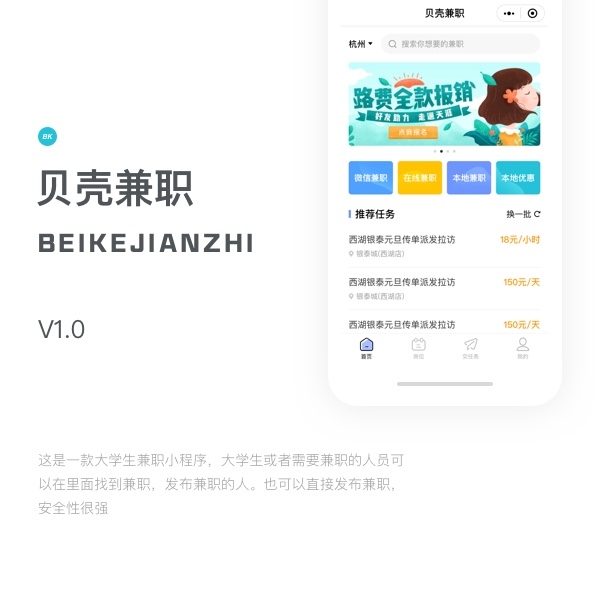 BK
贝壳兼职
BEIKEJIANZHI
V1.0
这是一款大学生兼职小程序，大学生或者需要兼职的人员可
以在里面找到兼职，发布兼职的人。也可以直接发布兼职，
安全性很强
贝壳兼职
杭州
搜索你想要的兼职
路费全款报销
好友助力 走遍天涯
点我报名
微信兼职 在线兼职 本地兼职 本地优惠
推荐任务 换一批
西湖银泰元旦传单派发拉访 18元/小时
银泰城(西湖店)
西湖银泰元旦传单派发拉访 150元/天
银泰城(西湖店)
西湖银泰元旦传单派发拉访 150元/天
首页 岗位 交任务 我的